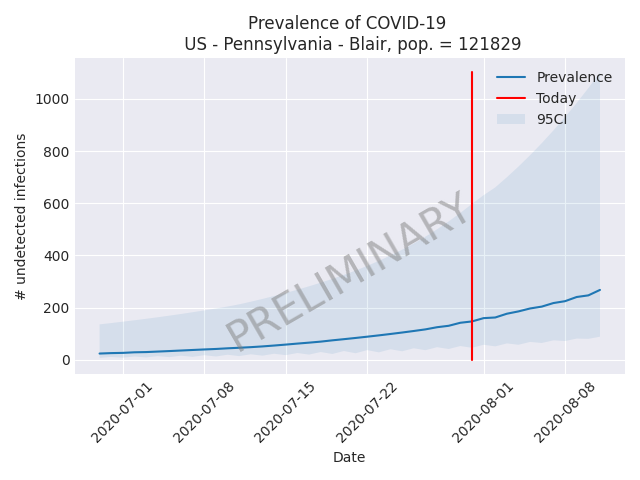 Prevalence of COVID-19
US - Pennsylvania - Blair, pop. = 121829
Prevalence
Today
95CI
1000
800
600
400
200
0
# undetected infections
PRELIMINARY
2020-07-01
2020-07-08
2020-07-15
2020-07-22
2020-08-01
2020-08-08
Date